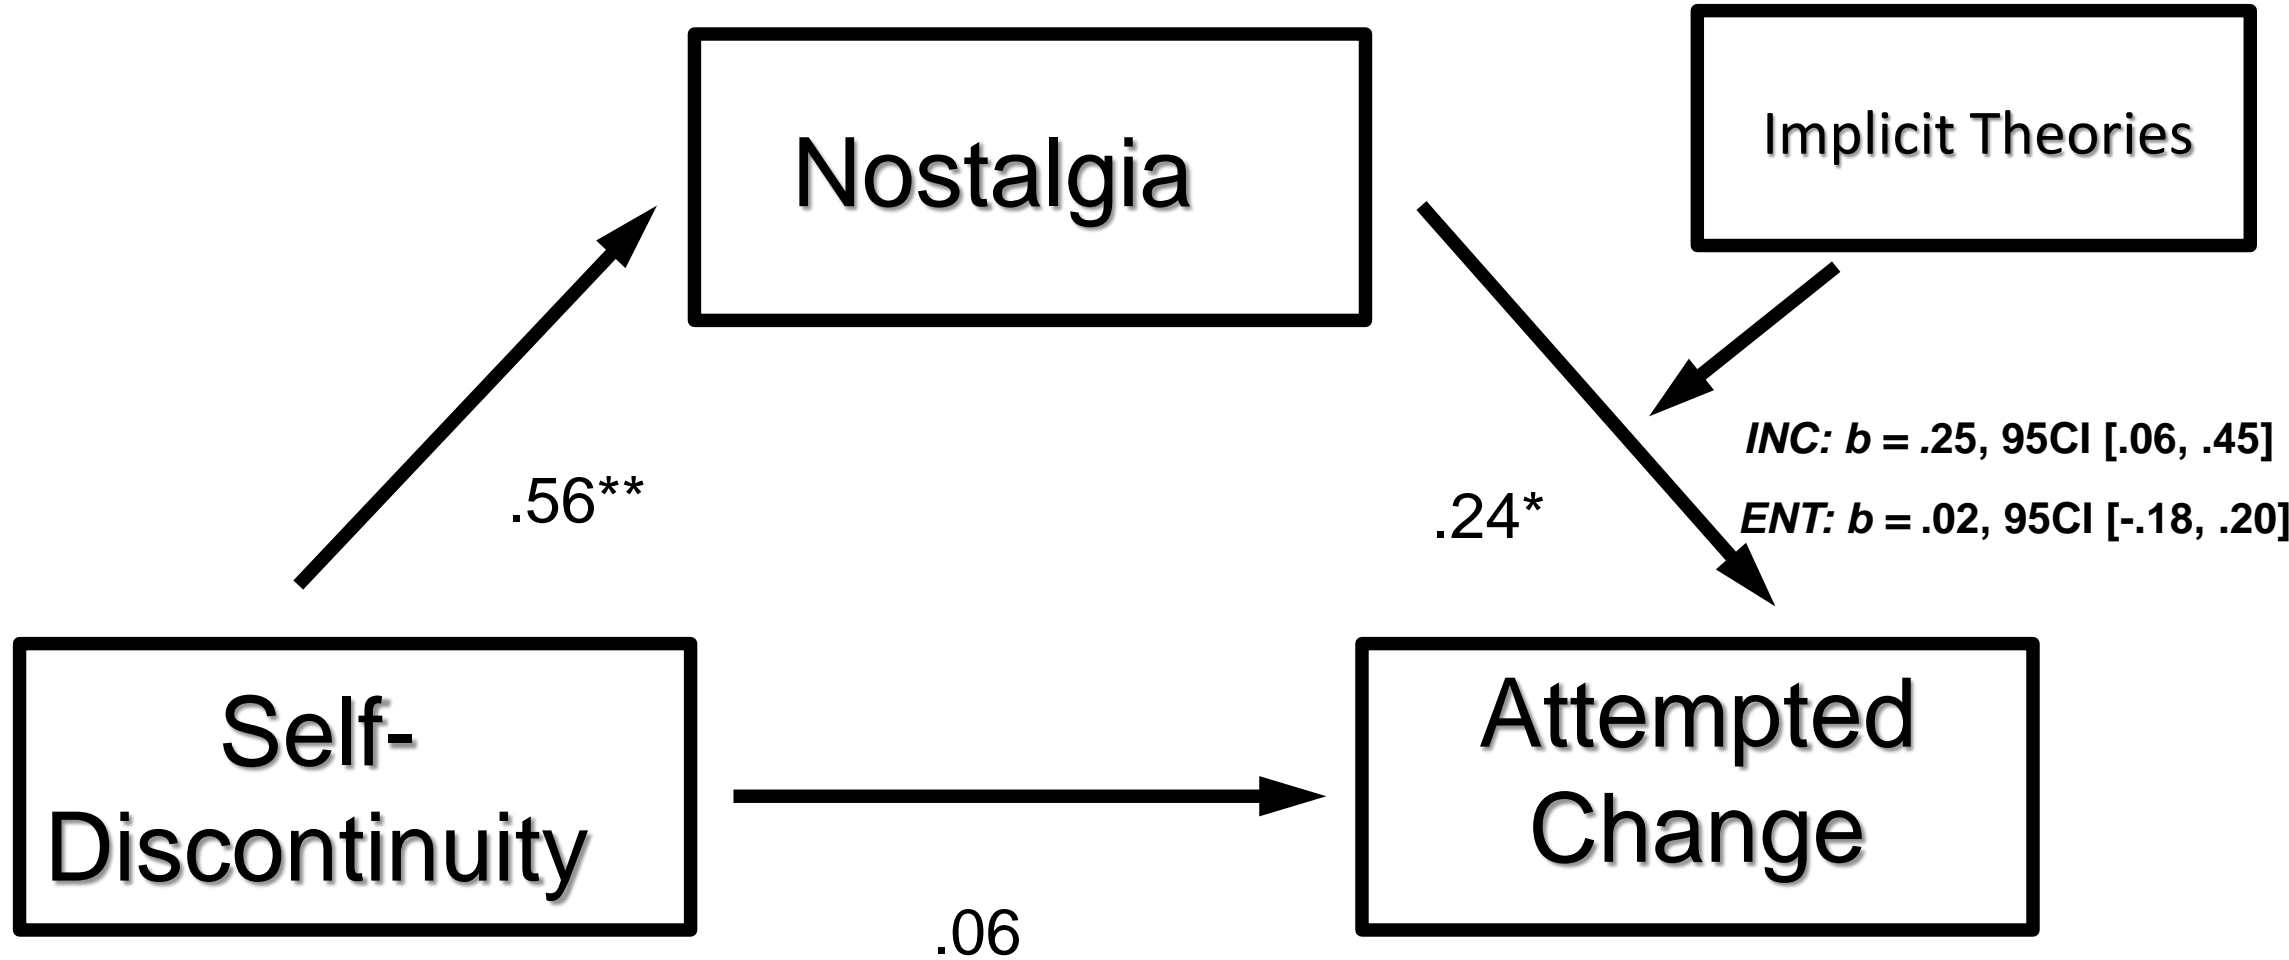 Nostalgia
Implicit Theories
.56**
.24*
INC: b = .25, 95CI [.06, .45]
ENT: b = .02, 95CI [-.18, .20]
Self-
Discontinuity
Attempted
Change
.06